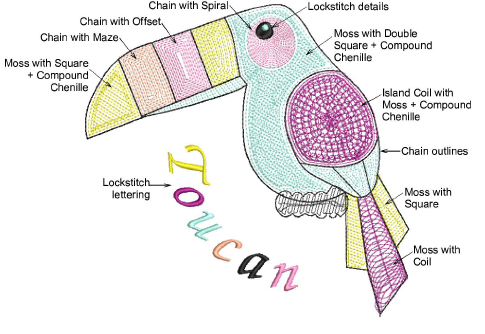 Chain with Spiral
Lockstitch details
Chain with Offset
Chain with Maze
Moss with Square
+ Compound
Chenille
Moss with Double
Square + Compound
Chenille
Island Coil with
Moss + Compound
Chenille
Chain outlines
Lockstitch
lettering
Moss with
Square
Moss with
Coil
Toucan